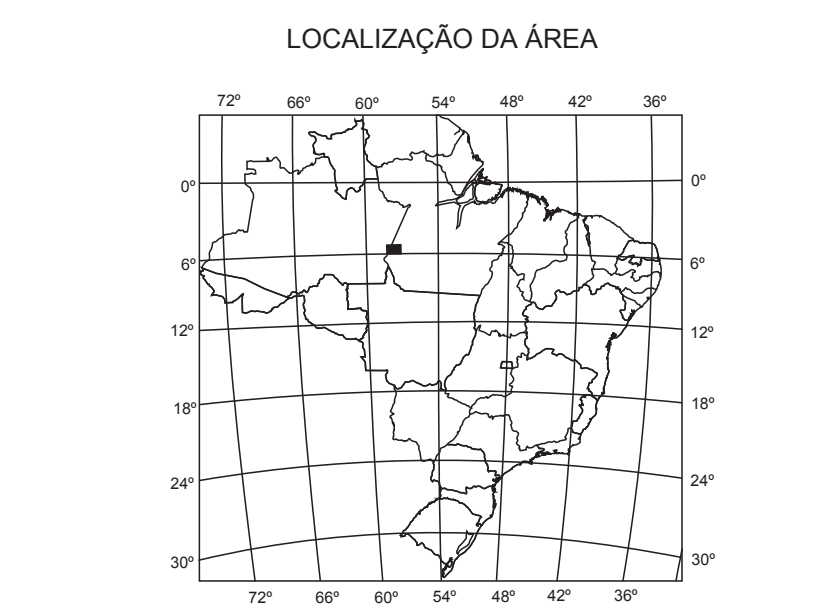 LOCALIZAÇÃO DA ÁREA
72º 66º 60º 54º 48º 42º 36º
0º 0º
6º 6º
12º 12º
18º 18º
24º 24º
30º 30º
72º 66º 60º 54º 48º 42º 36º